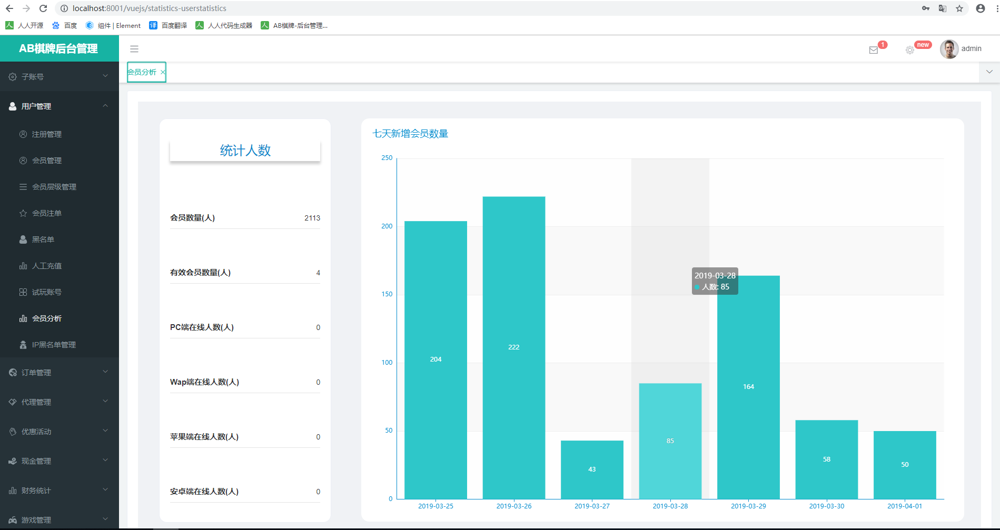 localhost:8001/vuejs/statistics-userstatistics
人人开源 百度 组件 | Element 译 百度翻译 人人代码生成器 AB棋牌-后台管理...
AB棋牌后台管理
1
new
admin
会员分析
子账号
用户管理
注册管理
会员管理
会员层级管理
会员注单
黑名单
人工充值
试玩账号
会员分析
IP黑名单管理
订单管理
代理管理
优惠活动
现金管理
财务统计
游戏管理
统计人数
会员数量(人) 2113
有效会员数量(人) 4
PC端在线人数(人) 0
Wap端在线人数(人) 0
苹果端在线人数(人) 0
安卓端在线人数(人) 0
七天新增会员数量
250
200
150
100
50
0
204
222
43
85
164
58
50
2019-03-28
人数: 85
2019-03-25 2019-03-26 2019-03-27 2019-03-28 2019-03-29 2019-03-30 2019-04-01